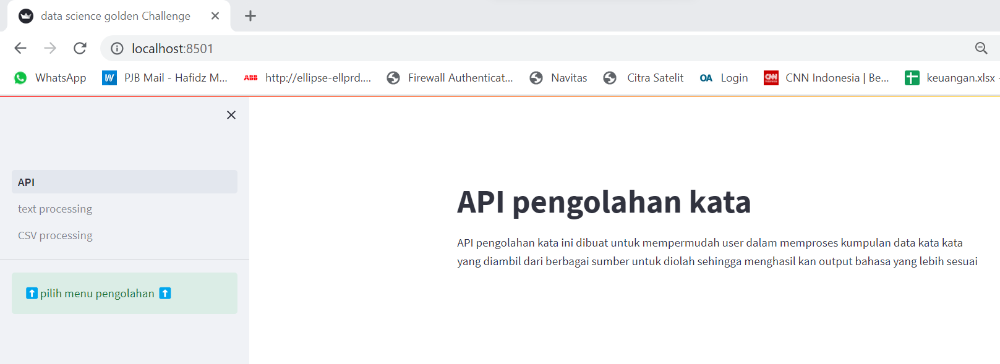 data science golden Challenge
localhost:8501
WhatsApp PJB Mail - Hafidz M... ABB http://ellipse-ellprd.... Firewall Authenticat... Navitas Citra Satelit OA Login CNN CNN Indonesia | Be... keuangan.xlsx -
API
text processing
CSV processing
pilih menu pengolahan
API pengolahan kata
API pengolahan kata ini dibuat untuk mempermudah user dalam memproses kumpulan data kata kata
yang diambil dari berbagai sumber untuk diolah sehingga menghasil kan output bahasa yang lebih sesuai